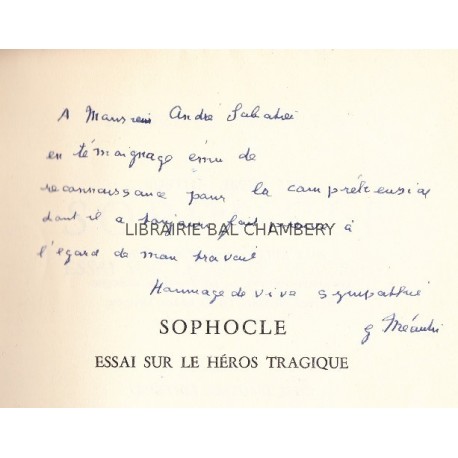 A Monsieur André Sabatier
en témoignage ému de
reconnaissance pour la compréhension
dont il a toujours fait preuve à
LIBRAIRIE BAL CHAMBERY
l'égard de mon travail
Hommage de vive sympathie
g Méautis
SOPHOCLE
ESSAI SUR LE HÉROS TRAGIQUE